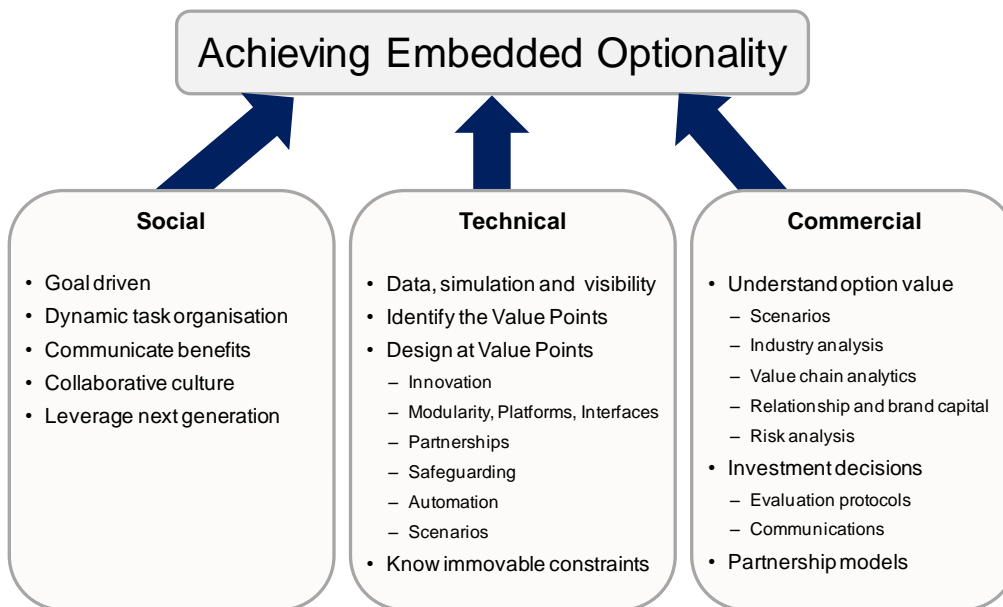 Achieving Embedded Optionality
Social
• Goal driven
• Dynamic task organisation
• Communicate benefits
• Collaborative culture
• Leverage next generation
Technical
• Data, simulation and visibility
• Identify the Value Points
• Design at Value Points
– Innovation
– Modularity, Platforms, Interfaces
– Partnerships
– Safeguarding
– Automation
– Scenarios
• Know immovable constraints
Commercial
• Understand option value
– Scenarios
– Industry analysis
– Value chain analytics
– Relationship and brand capital
– Risk analysis
• Investment decisions
– Evaluation protocols
– Communications
• Partnership models